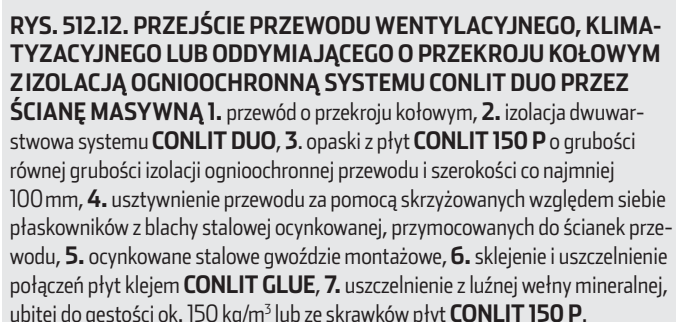 RYS. 512.12. PRZEJŚCIE PRZEWODU WENTYLACYJNEGO, KLIMA-
TYZACYJNEGO LUB ODDYMIAJĄCEGO O PRZEKROJU KOŁOWYM
Z IZOLACJĄ OGNIOOCHRONNĄ SYSTEMU CONLIT DUO PRZEZ
ŚCIANĘ MASYWNĄ 1. przewód o przekroju kołowym, 2. izolacja dwuwar-
stwowa systemu CONLIT DUO, 3. opaski z płyt CONLIT 150 P o grubości
równej grubości izolacji ognioochronnej przewodu i szerokości co najmniej
100 mm, 4. usztywnienie przewodu za pomocą skrzyżowanych względem siebie
płaskowników z blachy stalowej ocynkowanej, przymocowanych do ścianek prze-
wodu, 5. ocynkowane stalowe gwoździe montażowe, 6. sklejenie i uszczelnienie
połączeń płyt klejem CONLIT GLUE, 7. uszczelnienie z luźnej wełny mineralnej,
ubitej do gęstości ok. 150 kg/m³ lub ze skrawków płyt CONLIT 150 P.